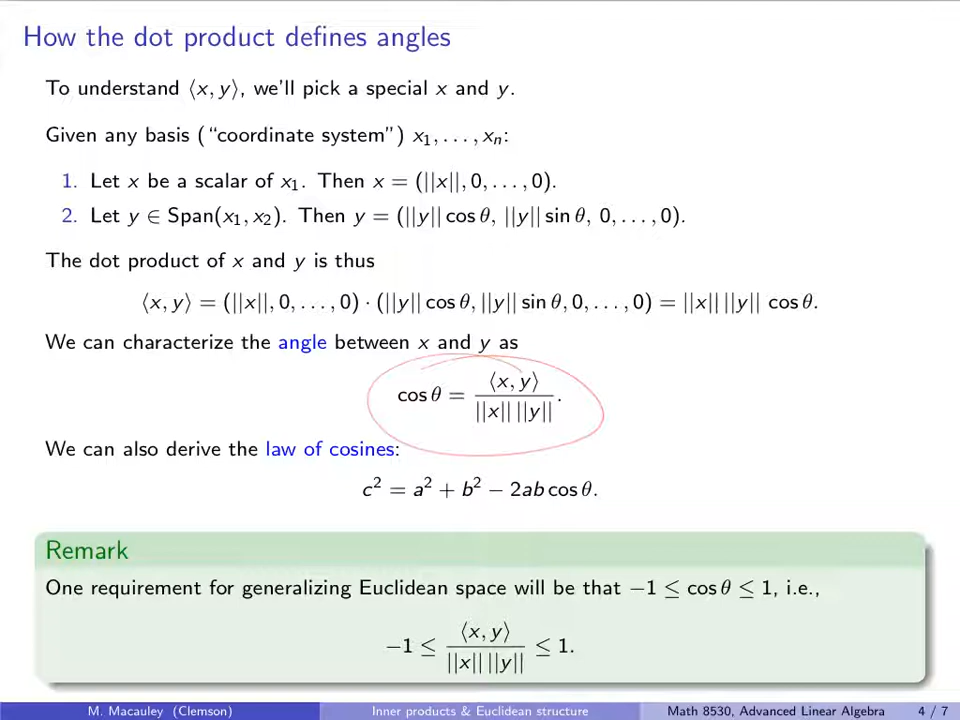 How the dot product defines angles
To understand ⟨x, y⟩, we'll pick a special x and y.
Given any basis (“coordinate system”) x₁, . . . , xₙ:
1. Let x be a scalar of x₁. Then x = (||x||, 0, . . . , 0).
2. Let y ∈ Span(x₁, x₂). Then y = (||y|| cos θ, ||y|| sin θ, 0, . . . , 0).
The dot product of x and y is thus
⟨x, y⟩ = (||x||, 0, . . . , 0) · (||y|| cos θ, ||y|| sin θ, 0, . . . , 0) = ||x|| ||y|| cos θ.
We can characterize the angle between x and y as
cos θ = ⟨x, y⟩ / ||x|| ||y|| .
We can also derive the law of cosines:
c² = a² + b² − 2ab cos θ.
Remark
One requirement for generalizing Euclidean space will be that −1 ≤ cos θ ≤ 1, i.e.,
−1 ≤ ⟨x, y⟩ / ||x|| ||y|| ≤ 1.
M. Macauley (Clemson) Inner products & Euclidean structure Math 8530, Advanced Linear Algebra 4 / 7